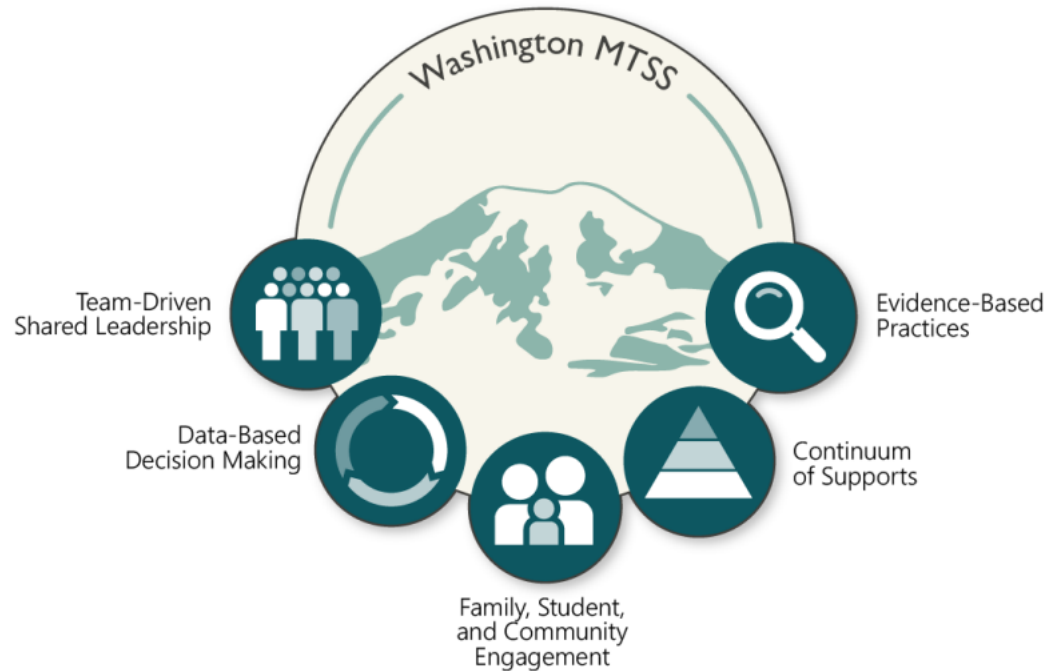 Washington MTSS
Team-Driven
Shared Leadership
Evidence-Based
Practices
Data-Based
Decision Making
Continuum
of Supports
Family, Student,
and Community
Engagement